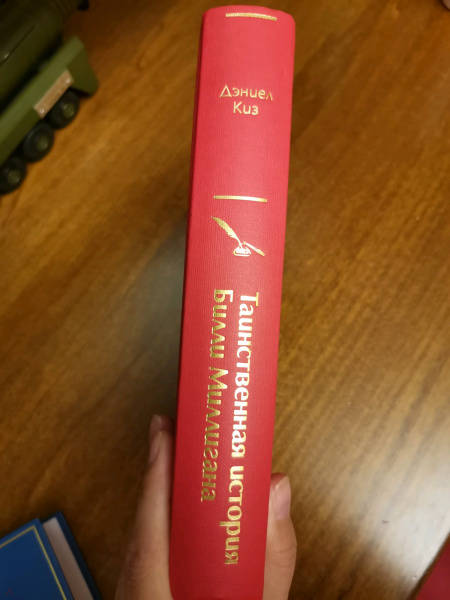 Дэниел
Киз
Таинственная история
Билли Миллигана